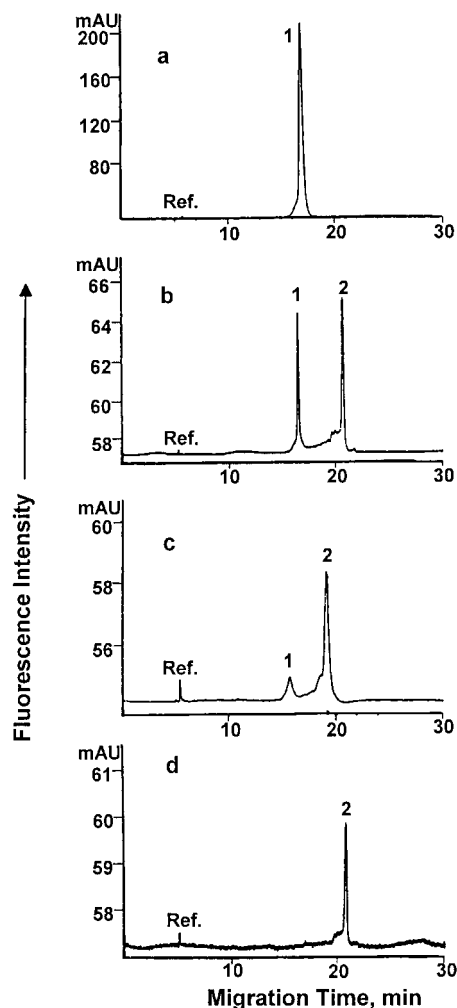 mAU
200
160
120
80
a
1
Ref.
10
20
30
mAU
66
64
62
60
58
b
1
2
Ref.
10
20
30
mAU
60
58
56
c
1
2
Ref.
10
20
30
mAU
61
60
59
58
d
2
Ref.
10
20
30
Fluorescence Intensity
Migration Time, min